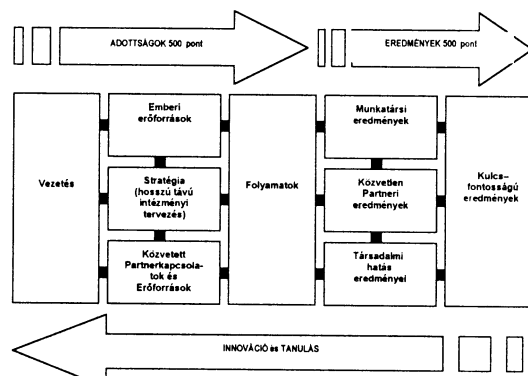 ADOTTSÁGOK 500 pont
EREDMÉNYEK 500 pont
Vezetés
Emberi
erőforrások
Stratégia
(hosszú távú
intézményi
tervezés)
Közvetett
Partnerkapcsola-
tok és
Erőforrások
Folyamatok
Munkatársi
eredmények
Közvetlen
Partneri
eredmények
Társadalmi
hatás
eredményei
Kulcs-
fontosságú
eredmények
INNOVÁCIÓ és TANULÁS